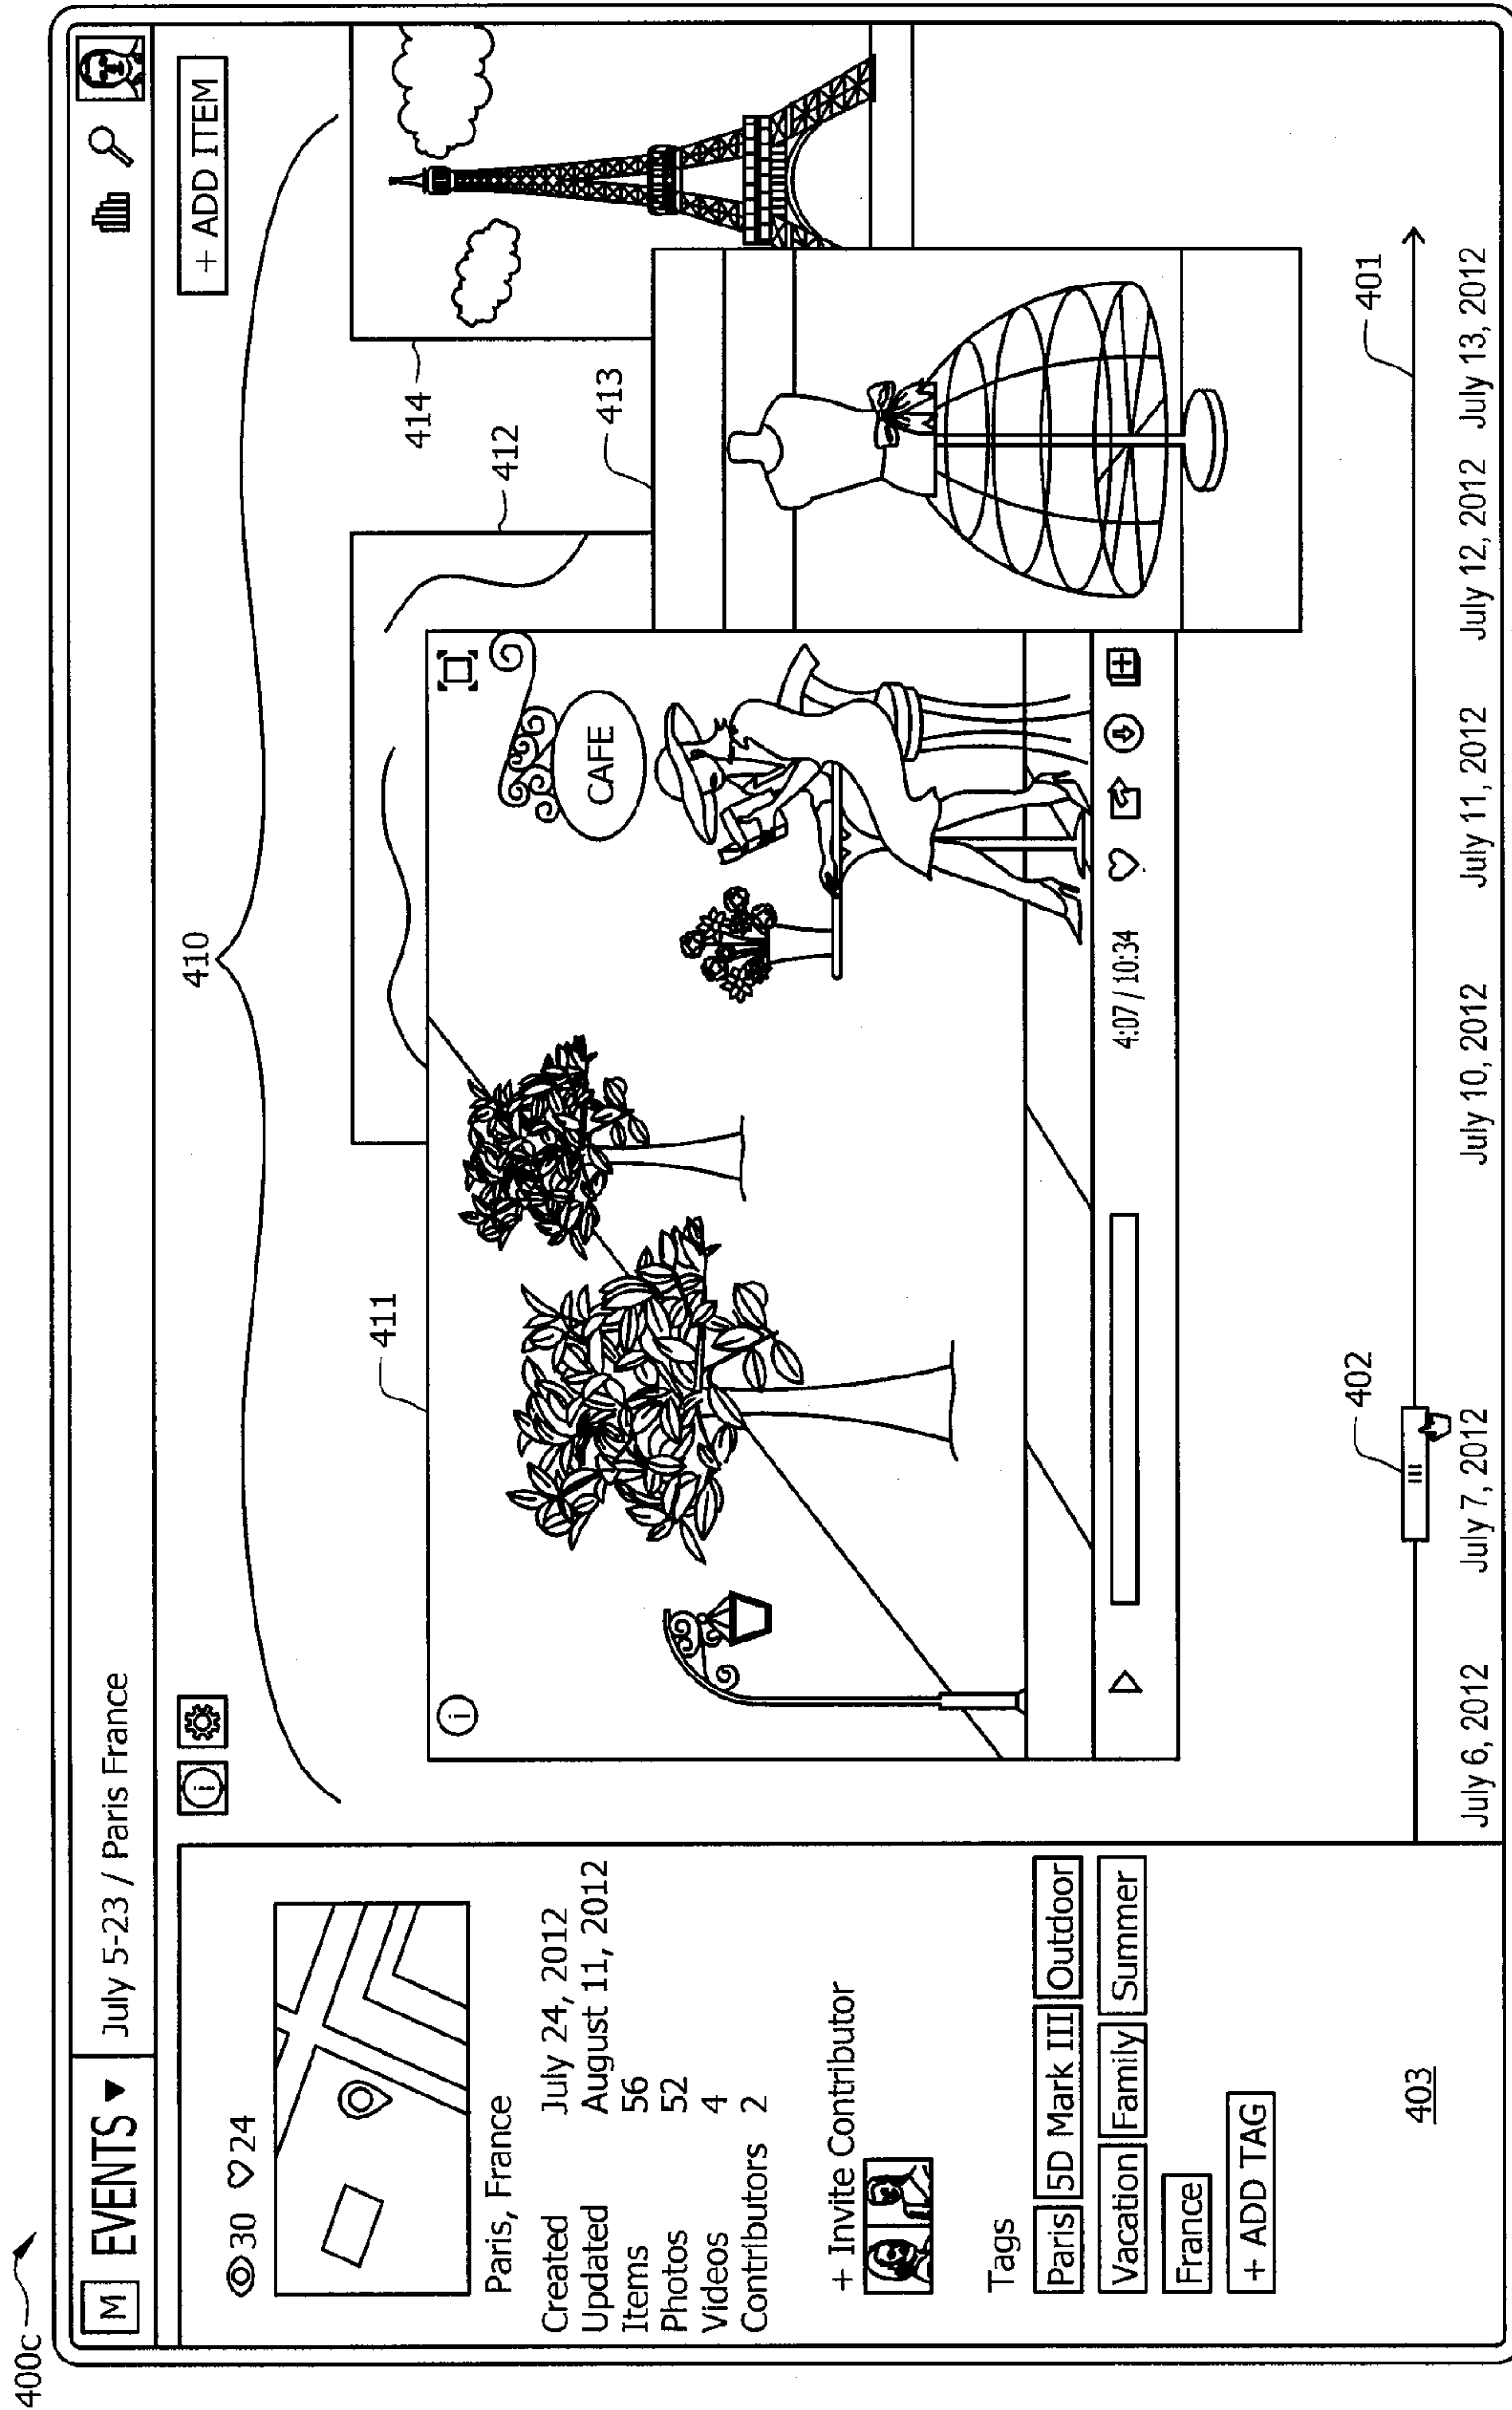 400c
M EVENTS ▼ July 5-23 / Paris France
30 ♡ 24
Paris, France
Created July 24, 2012
Updated August 11, 2012
Items 56
Photos 52
Videos 4
Contributors 2
+ Invite Contributor
Tags
Paris 5D Mark III Outdoor
Vacation Family Summer
France
+ ADD TAG
403
i
+ ADD ITEM
410
411
412
413
414
i
CAFE
4:07 / 10:34
402
401
July 6, 2012 July 7, 2012 July 10, 2012 July 11, 2012 July 12, 2012 July 13, 2012